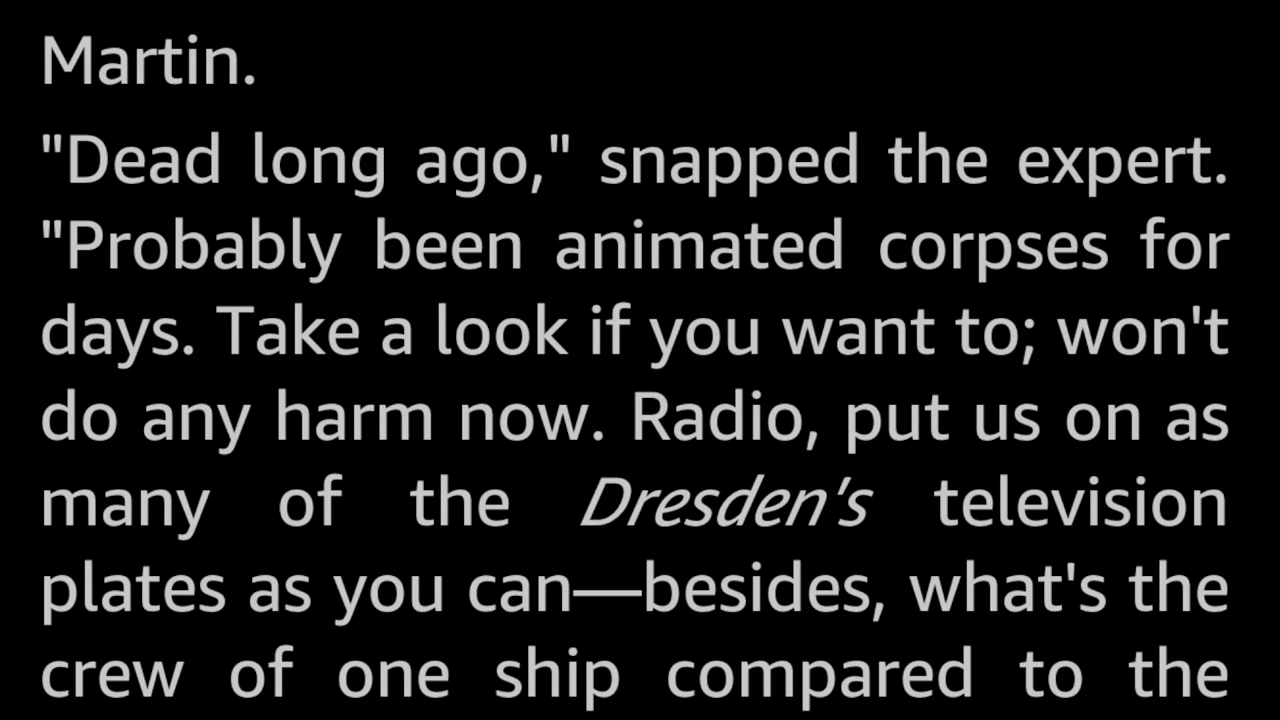 Martin.
"Dead long ago," snapped the expert.
"Probably been animated corpses for
days. Take a look if you want to; won't
do any harm now. Radio, put us on as
many of the Dresden's television
plates as you can—besides, what's the
crew of one ship compared to the